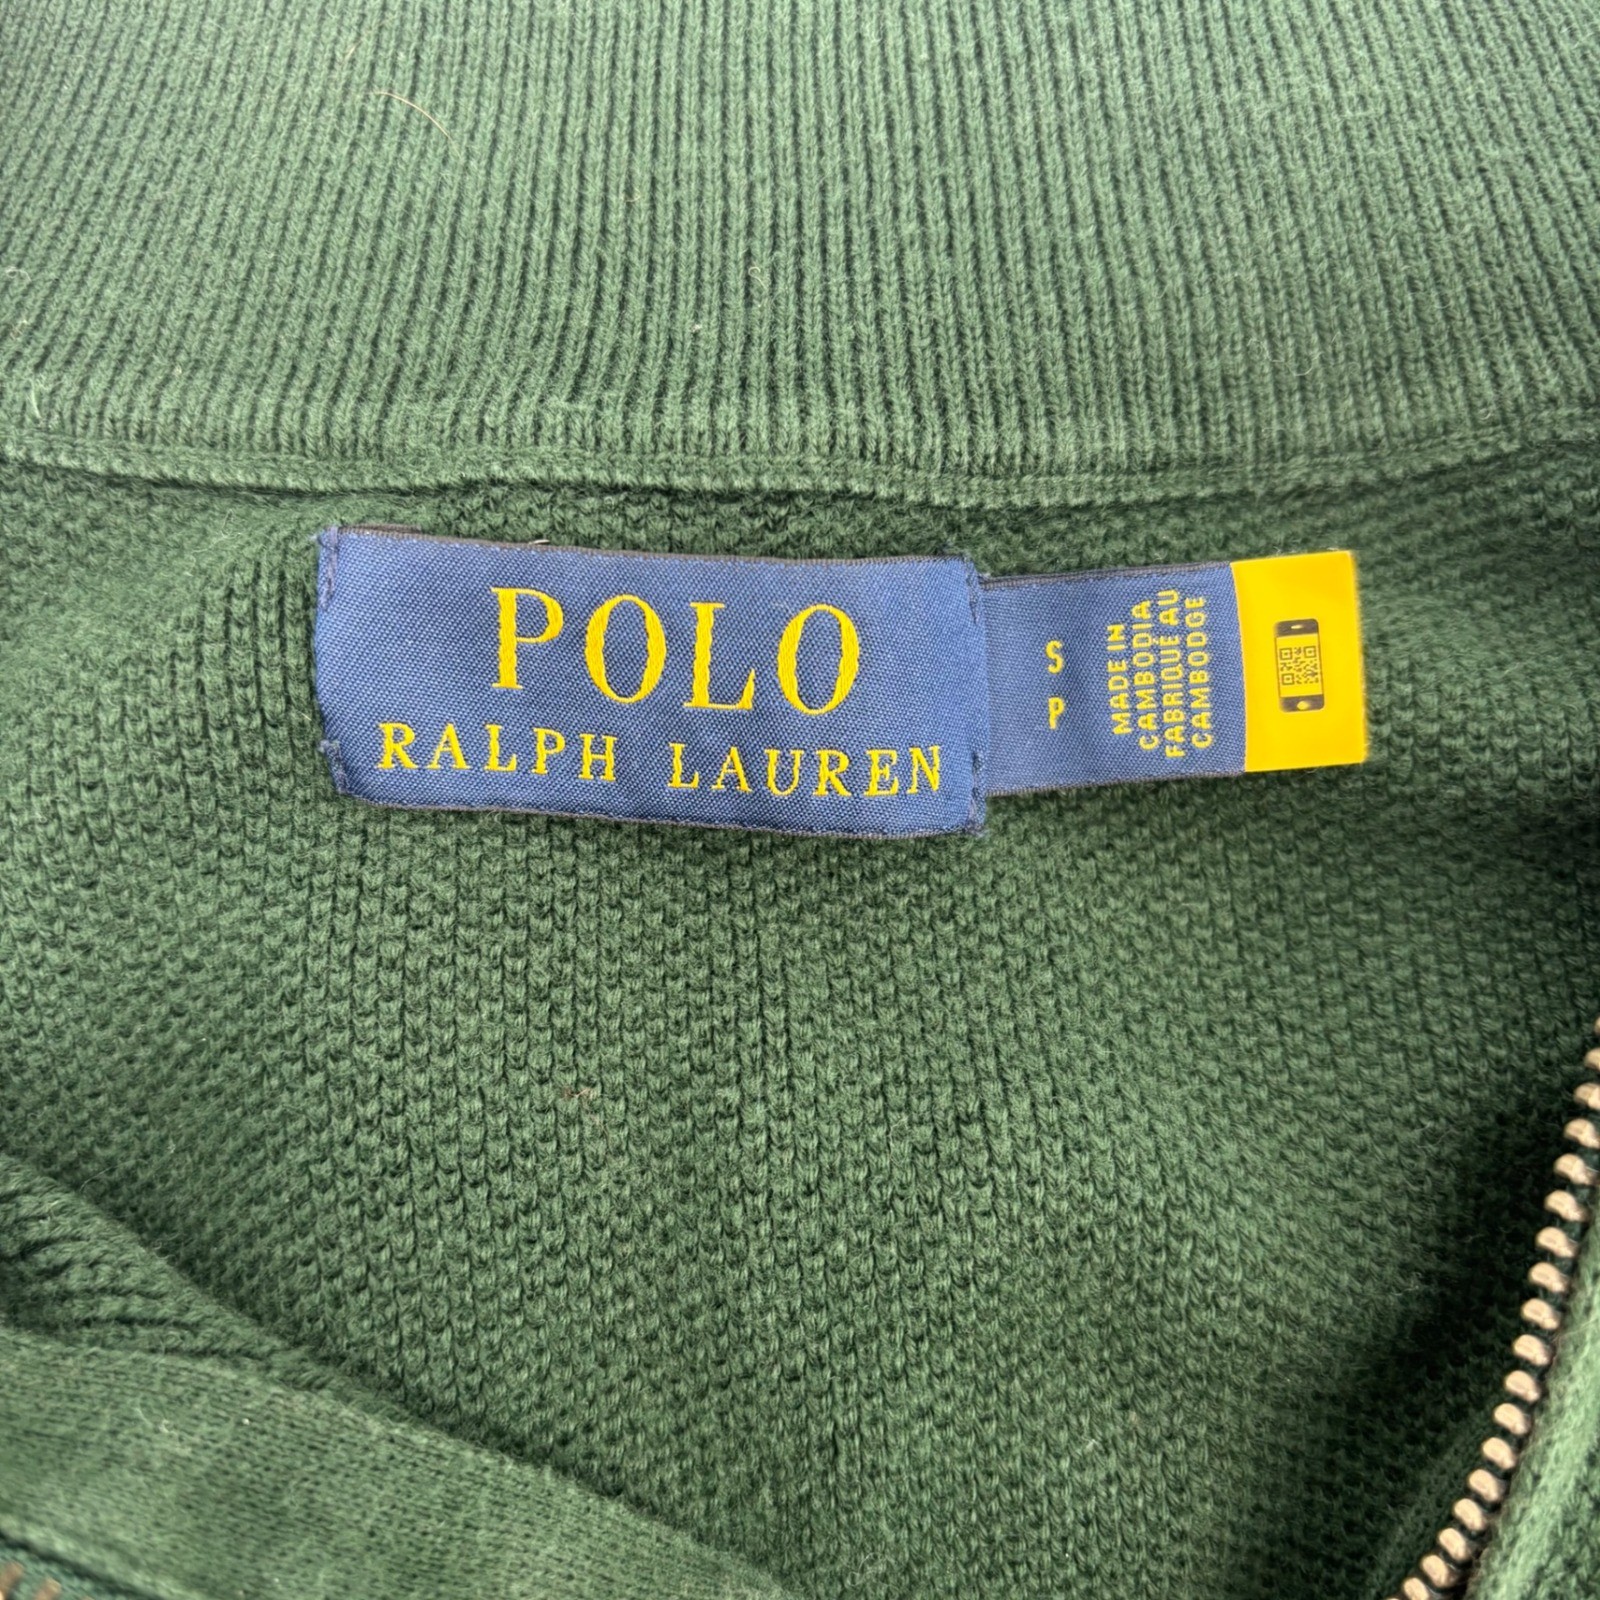 POLO
RALPH LAUREN
S
P
MADE IN
CAMBODIA
FABRIQUÉ AU
CAMBODGE